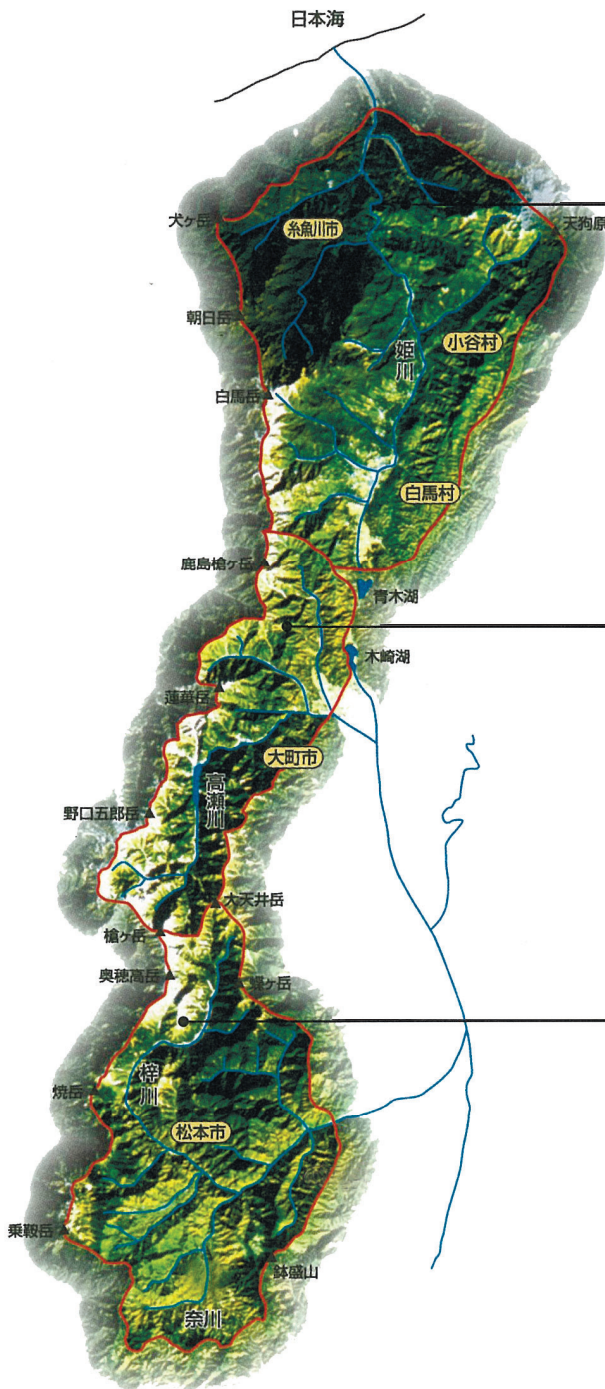 日本海
犬ヶ岳
糸魚川市
天狗原
朝日岳
小谷村
姫川
白馬岳
白馬村
鹿島槍ヶ岳
青木湖
木崎湖
蓮華岳
大町市
高瀬川
野口五郎岳
大天井岳
槍ヶ岳
奥穂高岳
蝶ヶ岳
梓川
焼岳
松本市
乗鞍岳
鉢盛山
奈川